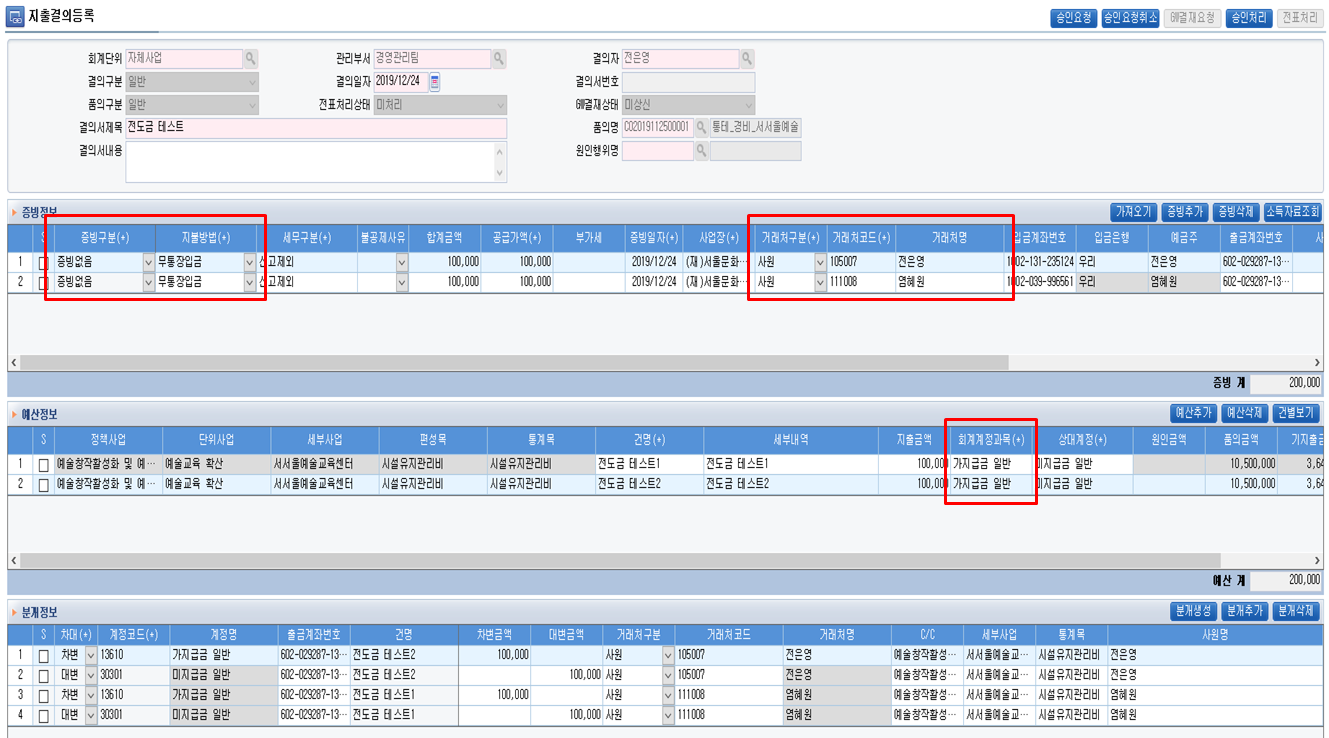 지출결의등록
승인요청 승인요청취소 GW결재요청 승인처리 전표처리
회계단위 자체사업 관리부서 경영관리팀 결의자 전은영
결의구분 일반 결의일자 2019/12/24 결의서번호
품의구분 일반 전표처리상태 미처리 GW결재상태 미상신
결의서제목 전도금 테스트 품의명 C02019112500001 통테_경비_서서울예술
결의서내용 원인행위명
증빙정보 가져오기 증빙추가 증빙삭제 소득자료조회
S 증빙구분(+) 지불방법(+) 세무구분(+) 불공제사유 합계금액 공급가액(+) 부가세 증빙일자(+) 사업장(+) 거래처구분(+) 거래처코드(+) 거래처명 입금계좌번호 입금은행 예금주 출금계좌번호 사
1 증빙없음 무통장입금 신고제외 100,000 100,000 2019/12/24 (재)서울문화… 사원 105007 전은영 1002-131-235124 우리 전은영 602-029287-13…
2 증빙없음 무통장입금 신고제외 100,000 100,000 2019/12/24 (재)서울문화… 사원 111008 염혜원 1002-039-996561 우리 염혜원 602-029287-13…
증빙 계 200,000
예산정보 예산추가 예산삭제 건별보기
S 정책사업 단위사업 세부사업 편성목 통계목 건명(+) 세부내역 지출금액 회계계정과목(+) 상대계정(+) 원인금액 품의금액 기지출금
1 예술창작활성화 및 예… 예술교육 확산 서서울예술교육센터 시설유지관리비 시설유지관리비 전도금 테스트1 전도금 테스트1 100,000 가지급금 일반 미지급금 일반 10,500,000 3,64
2 예술창작활성화 및 예… 예술교육 확산 서서울예술교육센터 시설유지관리비 시설유지관리비 전도금 테스트2 전도금 테스트2 100,000 가지급금 일반 미지급금 일반 10,500,000 3,64
예산 계 200,000
분개정보 분개생성 분개추가 분개삭제
S 차대(+) 계정코드(+) 계정명 출금계좌번호 건명 차변금액 대변금액 거래처구분 거래처코드 거래처명 C/C 세부사업 통계목 사원명
1 차변 13610 가지급금 일반 602-029287-13… 전도금 테스트2 100,000 사원 105007 전은영 예술창작활성… 서서울예술교… 시설유지관리비 전은영
2 대변 30301 미지급금 일반 602-029287-13… 전도금 테스트2 100,000 사원 105007 전은영 예술창작활성… 서서울예술교… 시설유지관리비 전은영
3 차변 13610 가지급금 일반 602-029287-13… 전도금 테스트1 100,000 사원 111008 염혜원 예술창작활성… 서서울예술교… 시설유지관리비 염혜원
4 대변 30301 미지급금 일반 602-029287-13… 전도금 테스트1 100,000 사원 111008 염혜원 예술창작활성… 서서울예술교… 시설유지관리비 염혜원